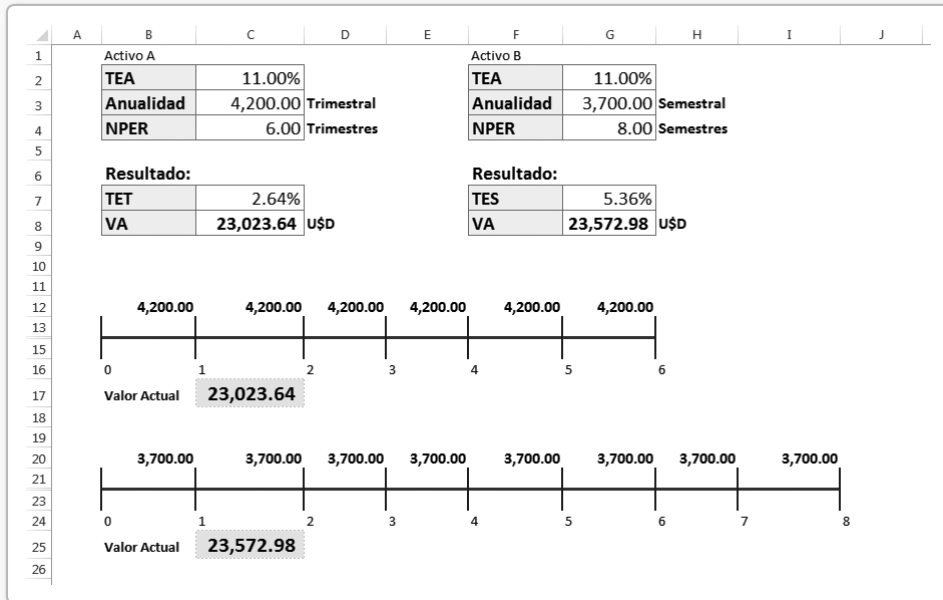 A B C D E F G H I J
1 Activo A Activo B
2 TEA 11.00% TEA 11.00%
3 Anualidad 4,200.00 Trimestral Anualidad 3,700.00 Semestral
4 NPER 6.00 Trimestres NPER 8.00 Semestres
5
6 Resultado: Resultado:
7 TET 2.64% TES 5.36%
8 VA 23,023.64 U$D VA 23,572.98 U$D
9
10
11
12 4,200.00 4,200.00 4,200.00 4,200.00 4,200.00 4,200.00
13
15
16 0 1 2 3 4 5 6
17 Valor Actual 23,023.64
18
19
20 3,700.00 3,700.00 3,700.00 3,700.00 3,700.00 3,700.00 3,700.00 3,700.00
21
23
24 0 1 2 3 4 5 6 7 8
25 Valor Actual 23,572.98
26